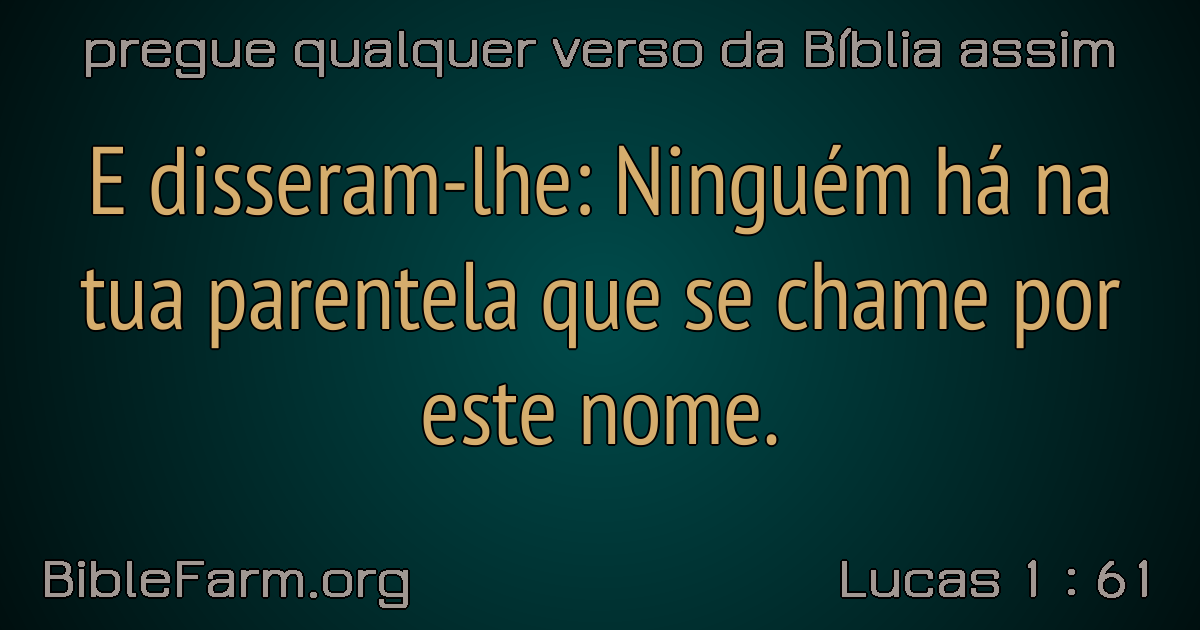 pregue qualquer verso da Bíblia assim
E disseram-lhe: Ninguém há na
tua parentela que se chame por
este nome.
BibleFarm.org
Lucas 1 : 61